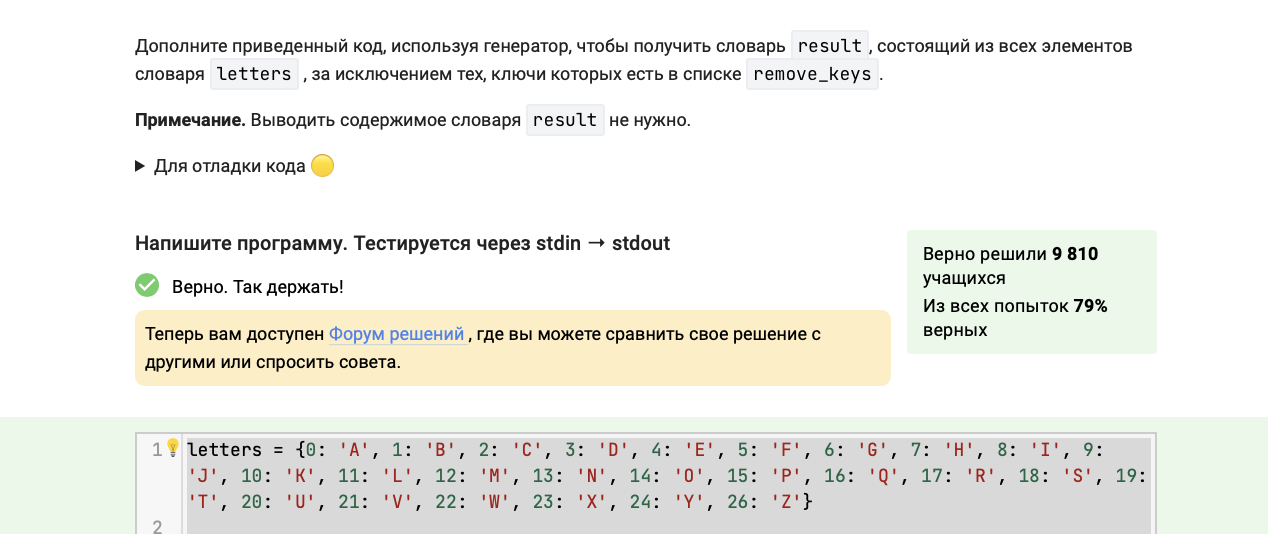 Дополните приведенный код, используя генератор, чтобы получить словарь result, состоящий из всех элементов
словаря letters, за исключением тех, ключи которых есть в списке remove_keys.
Примечание. Выводить содержимое словаря result не нужно.
Для отладки кода
Напишите программу. Тестируется через stdin → stdout
Верно. Так держать!
Теперь вам доступен Форум решений, где вы можете сравнить свое решение с
другими или спросить совета.
Верно решили 9 810
учащихся
Из всех попыток 79%
верных
1 letters = {0: 'A', 1: 'B', 2: 'C', 3: 'D', 4: 'E', 5: 'F', 6: 'G', 7: 'H', 8: 'I', 9:
'J', 10: 'K', 11: 'L', 12: 'M', 13: 'N', 14: 'O', 15: 'P', 16: 'Q', 17: 'R', 18: 'S', 19:
'T', 20: 'U', 21: 'V', 22: 'W', 23: 'X', 24: 'Y', 26: 'Z'}
2